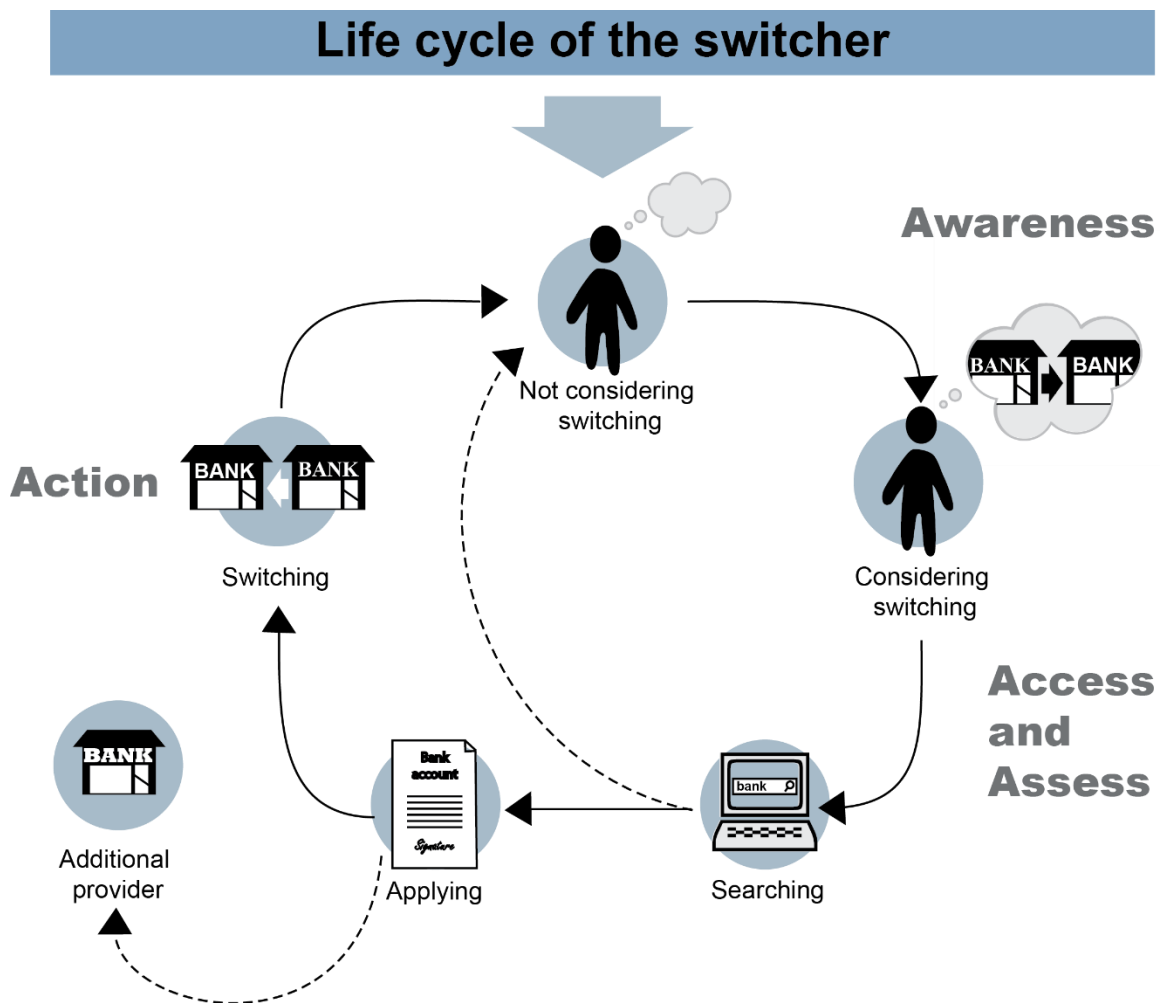 Life cycle of the switcher
Awareness
BANK
BANK
Not considering
switching
Action
BANK
BANK
Considering
switching
Switching
Access
and
Assess
BANK
Bank
account
Signature
bank
Additional
provider
Applying
Searching